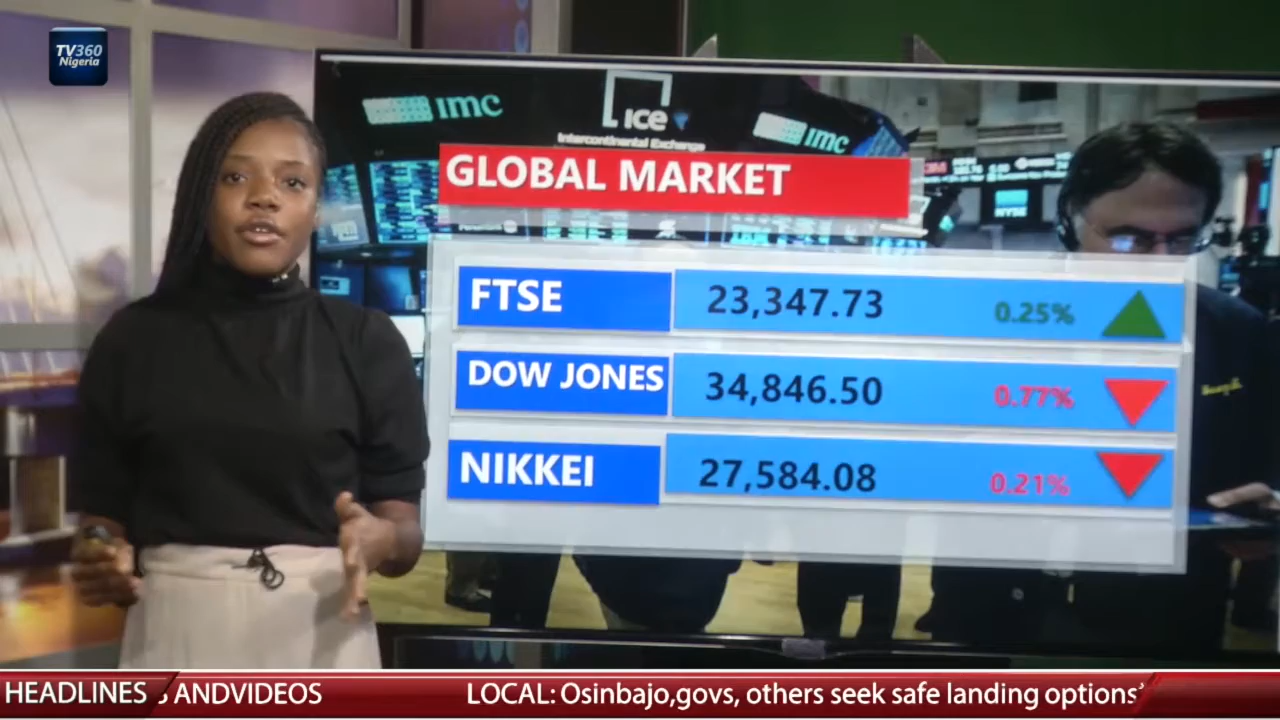 TV360
Nigeria
imc
ICE
Intercontinental Exchange
imc
GLOBAL MARKET
FTSE 23,347.73 0.25%
DOW JONES 34,846.50 0.77%
NIKKEI 27,584.08 0.21%
HEADLINES ANDVIDEOS LOCAL: Osinbajo,govs, others seek safe landing options